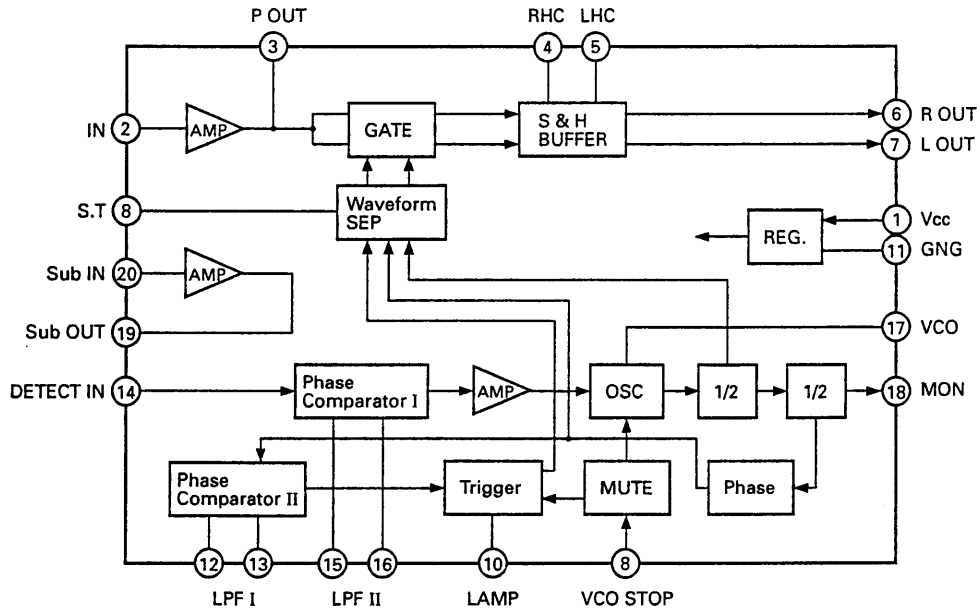 P OUT
RHC
LHC
3
4
5
IN
2
AMP
GATE
S & H
BUFFER
6
R OUT
7
L OUT
S.T
8
Waveform
SEP
REG.
1
Vcc
11
GNG
Sub IN
20
AMP
Sub OUT
19
17
VCO
DETECT IN
14
Phase
Comparator I
AMP
OSC
1/2
1/2
18
MON
Phase
Comparator II
Trigger
MUTE
Phase
12
13
15
16
10
8
LPF I
LPF II
LAMP
VCO STOP